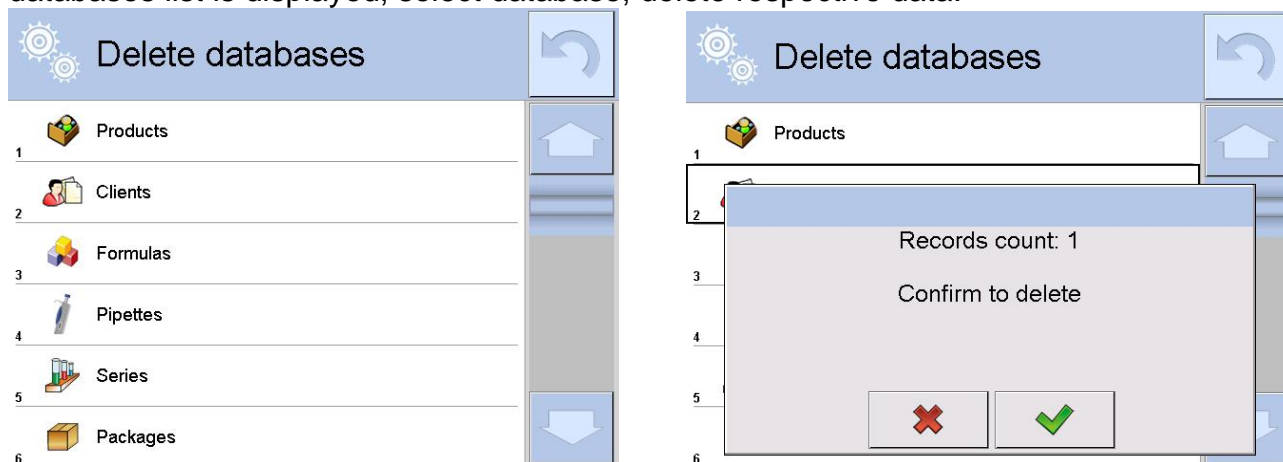 databases list is displayed, select database, delete respective data.
Delete databases
Products
1
Clients
2
Formulas
3
Pipettes
4
Series
5
Packages
6
Delete databases
Products
1
2
Records count: 1
3
Confirm to delete
4
5
6